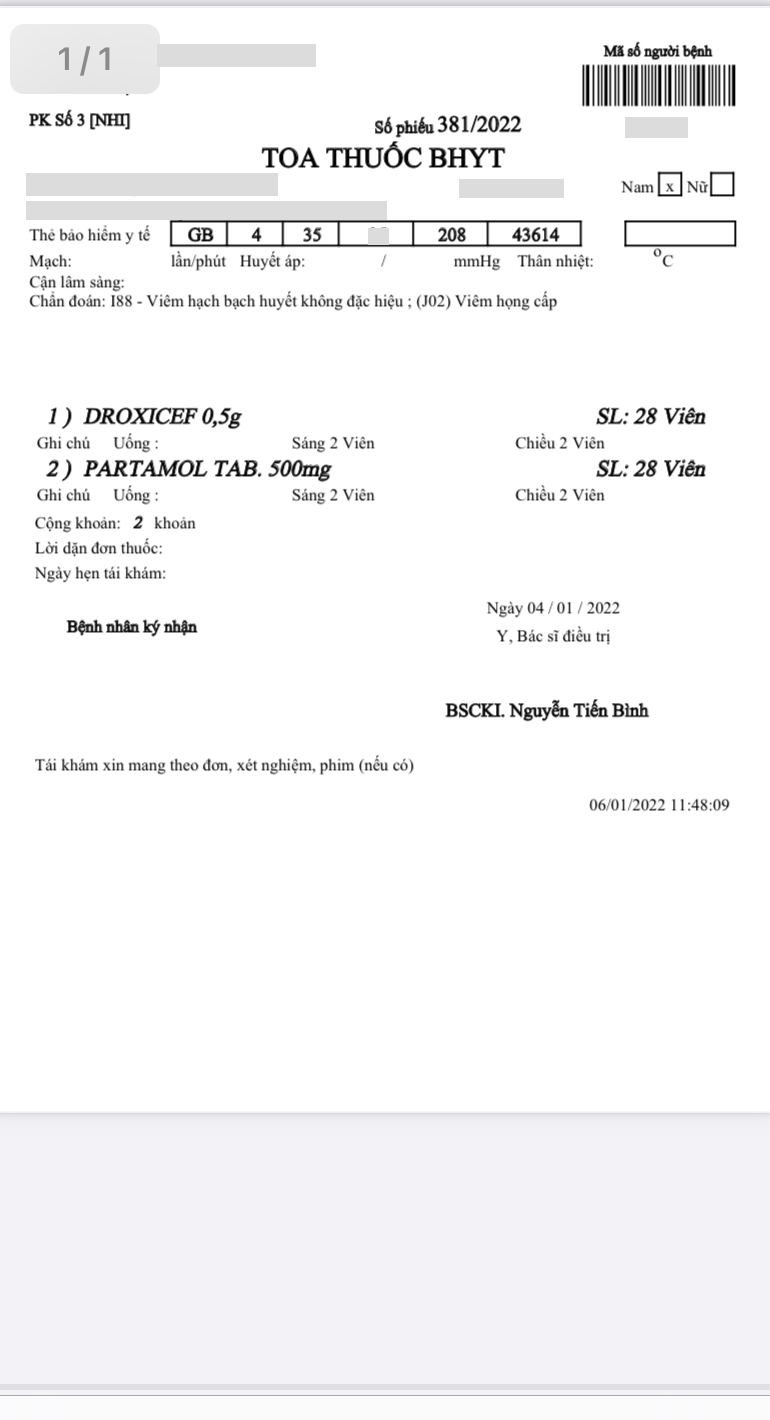 1/1
Mã số người bệnh
PK Số 3 [NHI]
Số phiếu 381/2022
TOA THUỐC BHYT
Nam x Nữ
Thẻ bảo hiểm y tế GB 4 35 208 43614
Mạch: lần/phút Huyết áp: / mmHg Thân nhiệt: °C
Cận lâm sàng:
Chẩn đoán: I88 - Viêm hạch bạch huyết không đặc hiệu ; (J02) Viêm họng cấp
1 ) DROXICEF 0,5g SL: 28 Viên
Ghi chú Uống : Sáng 2 Viên Chiều 2 Viên
2 ) PARTAMOL TAB. 500mg SL: 28 Viên
Ghi chú Uống : Sáng 2 Viên Chiều 2 Viên
Cộng khoản: 2 khoản
Lời dặn đơn thuốc:
Ngày hẹn tái khám:
Ngày 04 / 01 / 2022
Bệnh nhân ký nhận
Y, Bác sĩ điều trị
BSCKI. Nguyễn Tiến Bình
Tái khám xin mang theo đơn, xét nghiệm, phim (nếu có)
06/01/2022 11:48:09